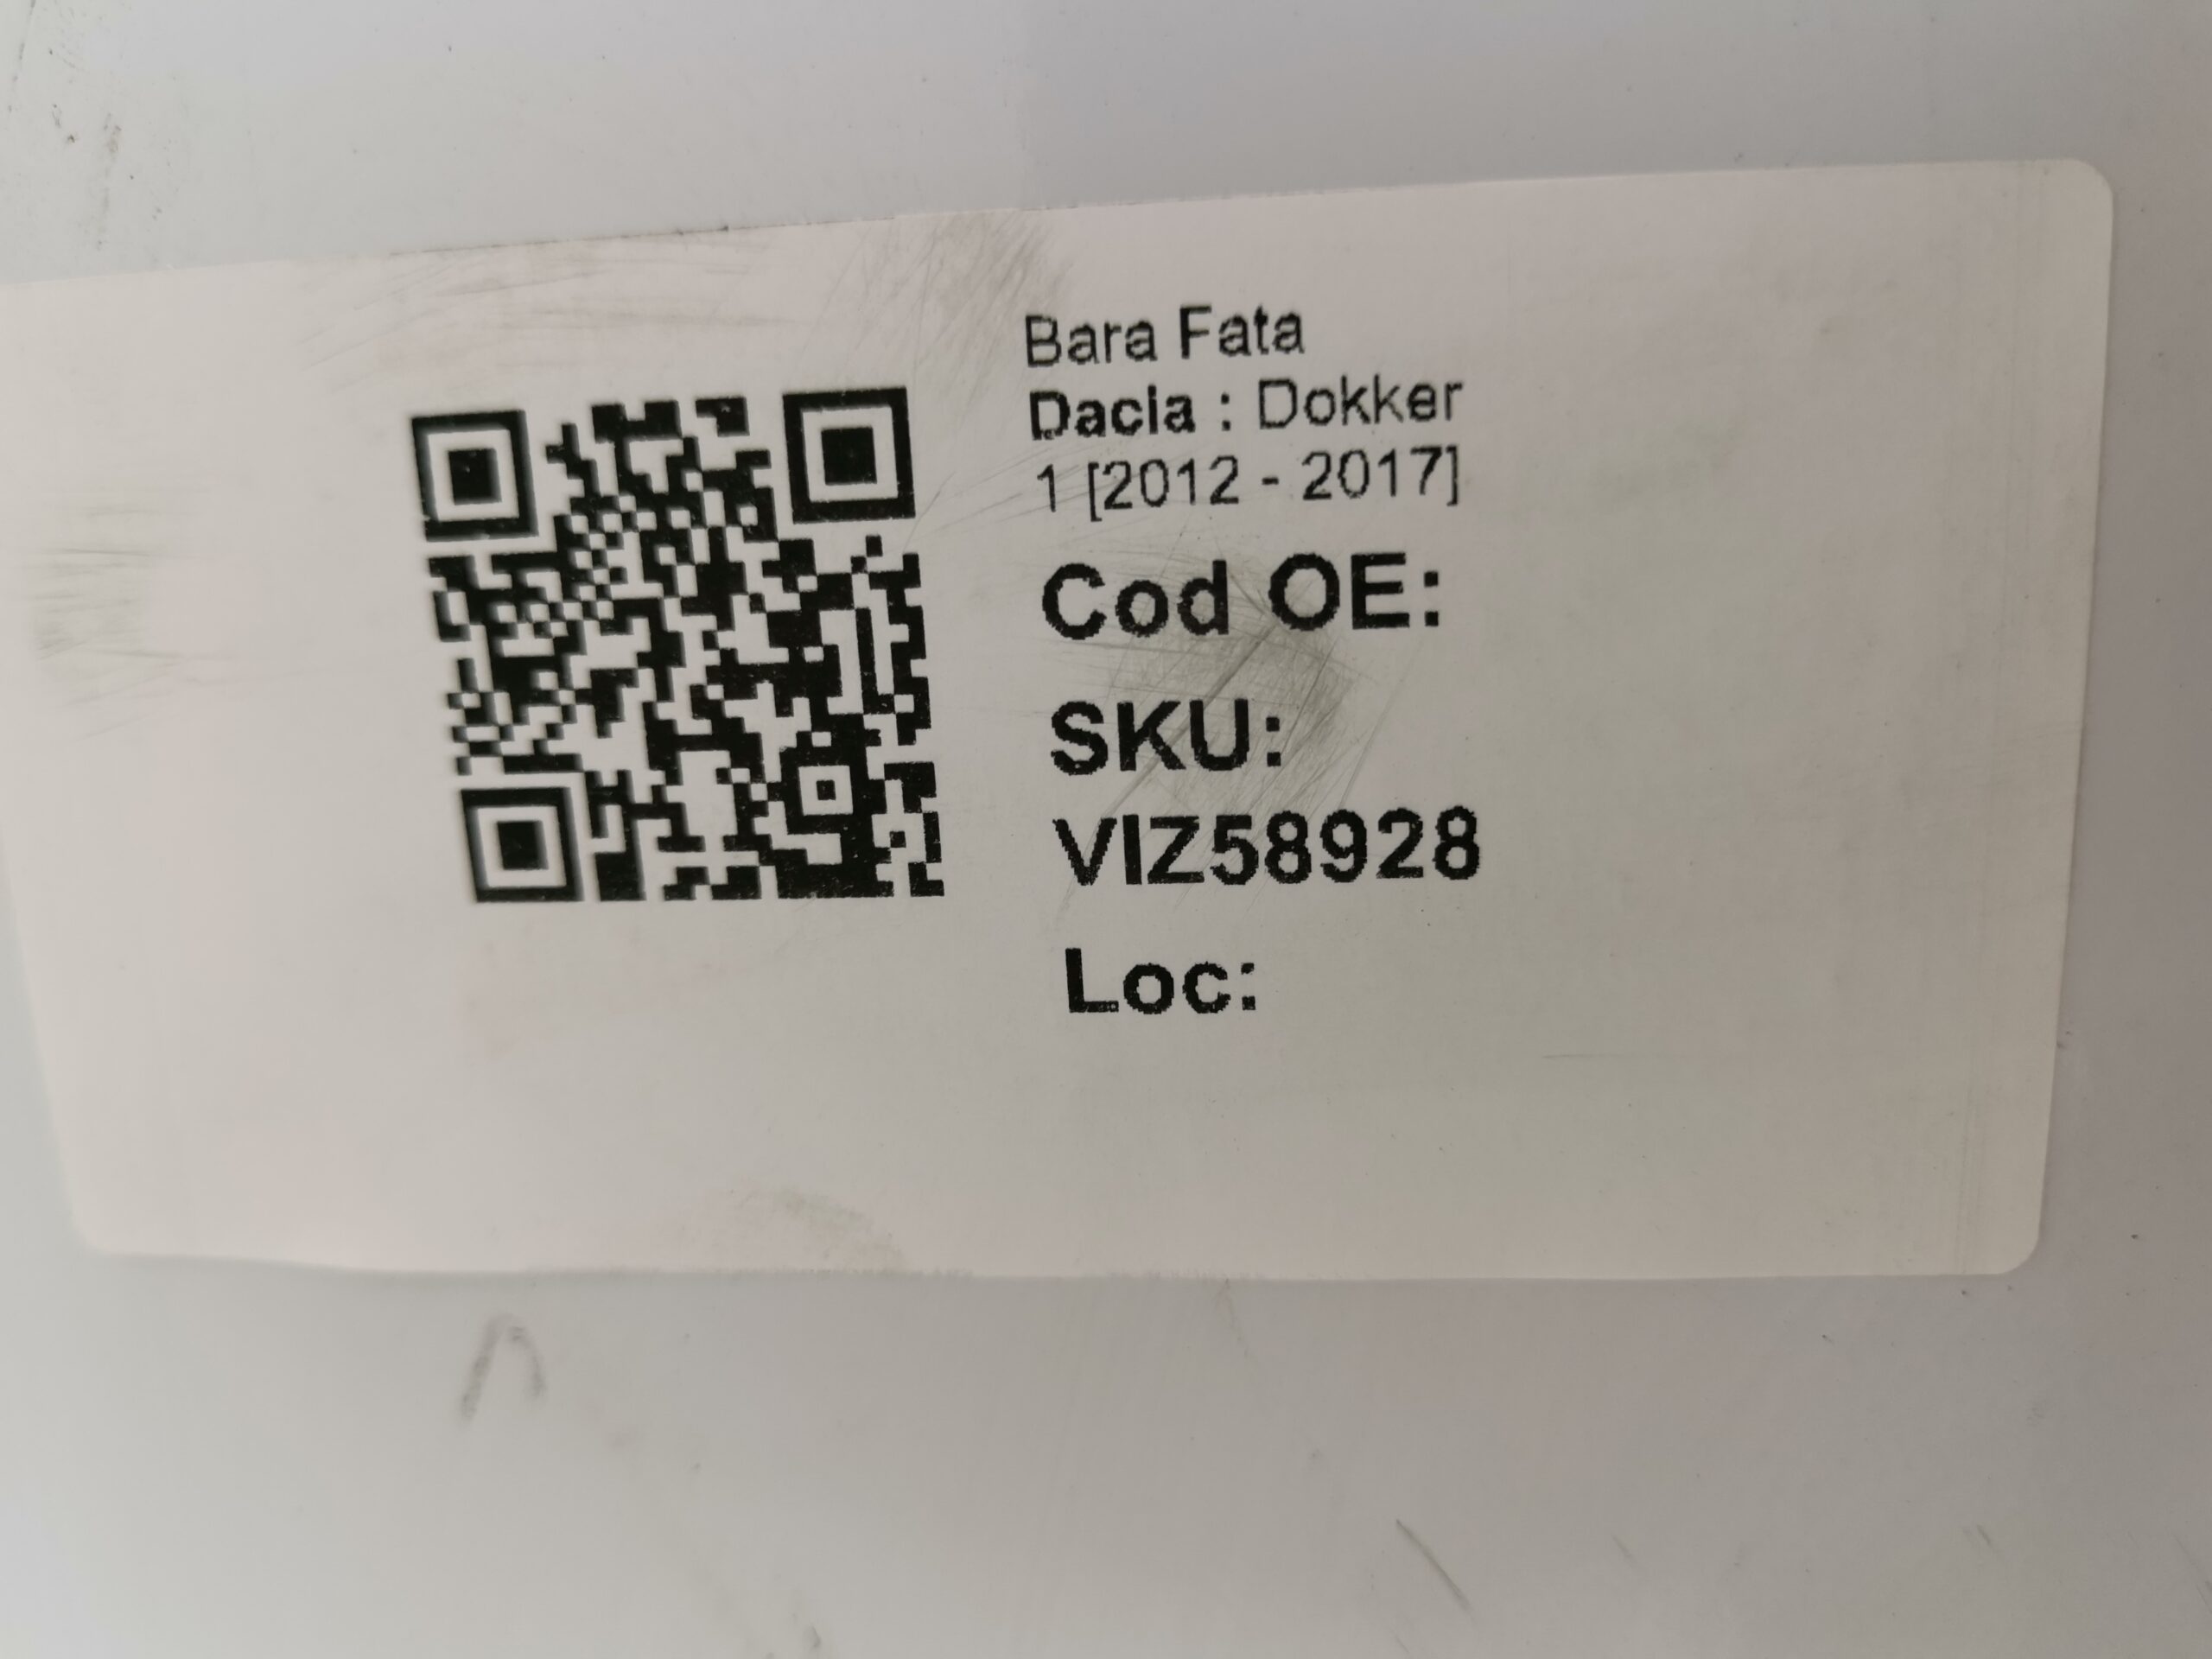 Bara Fata
Dacia : Dokker
1 [2012 - 2017]
Cod OE:
SKU:
VIZ58928
Loc: